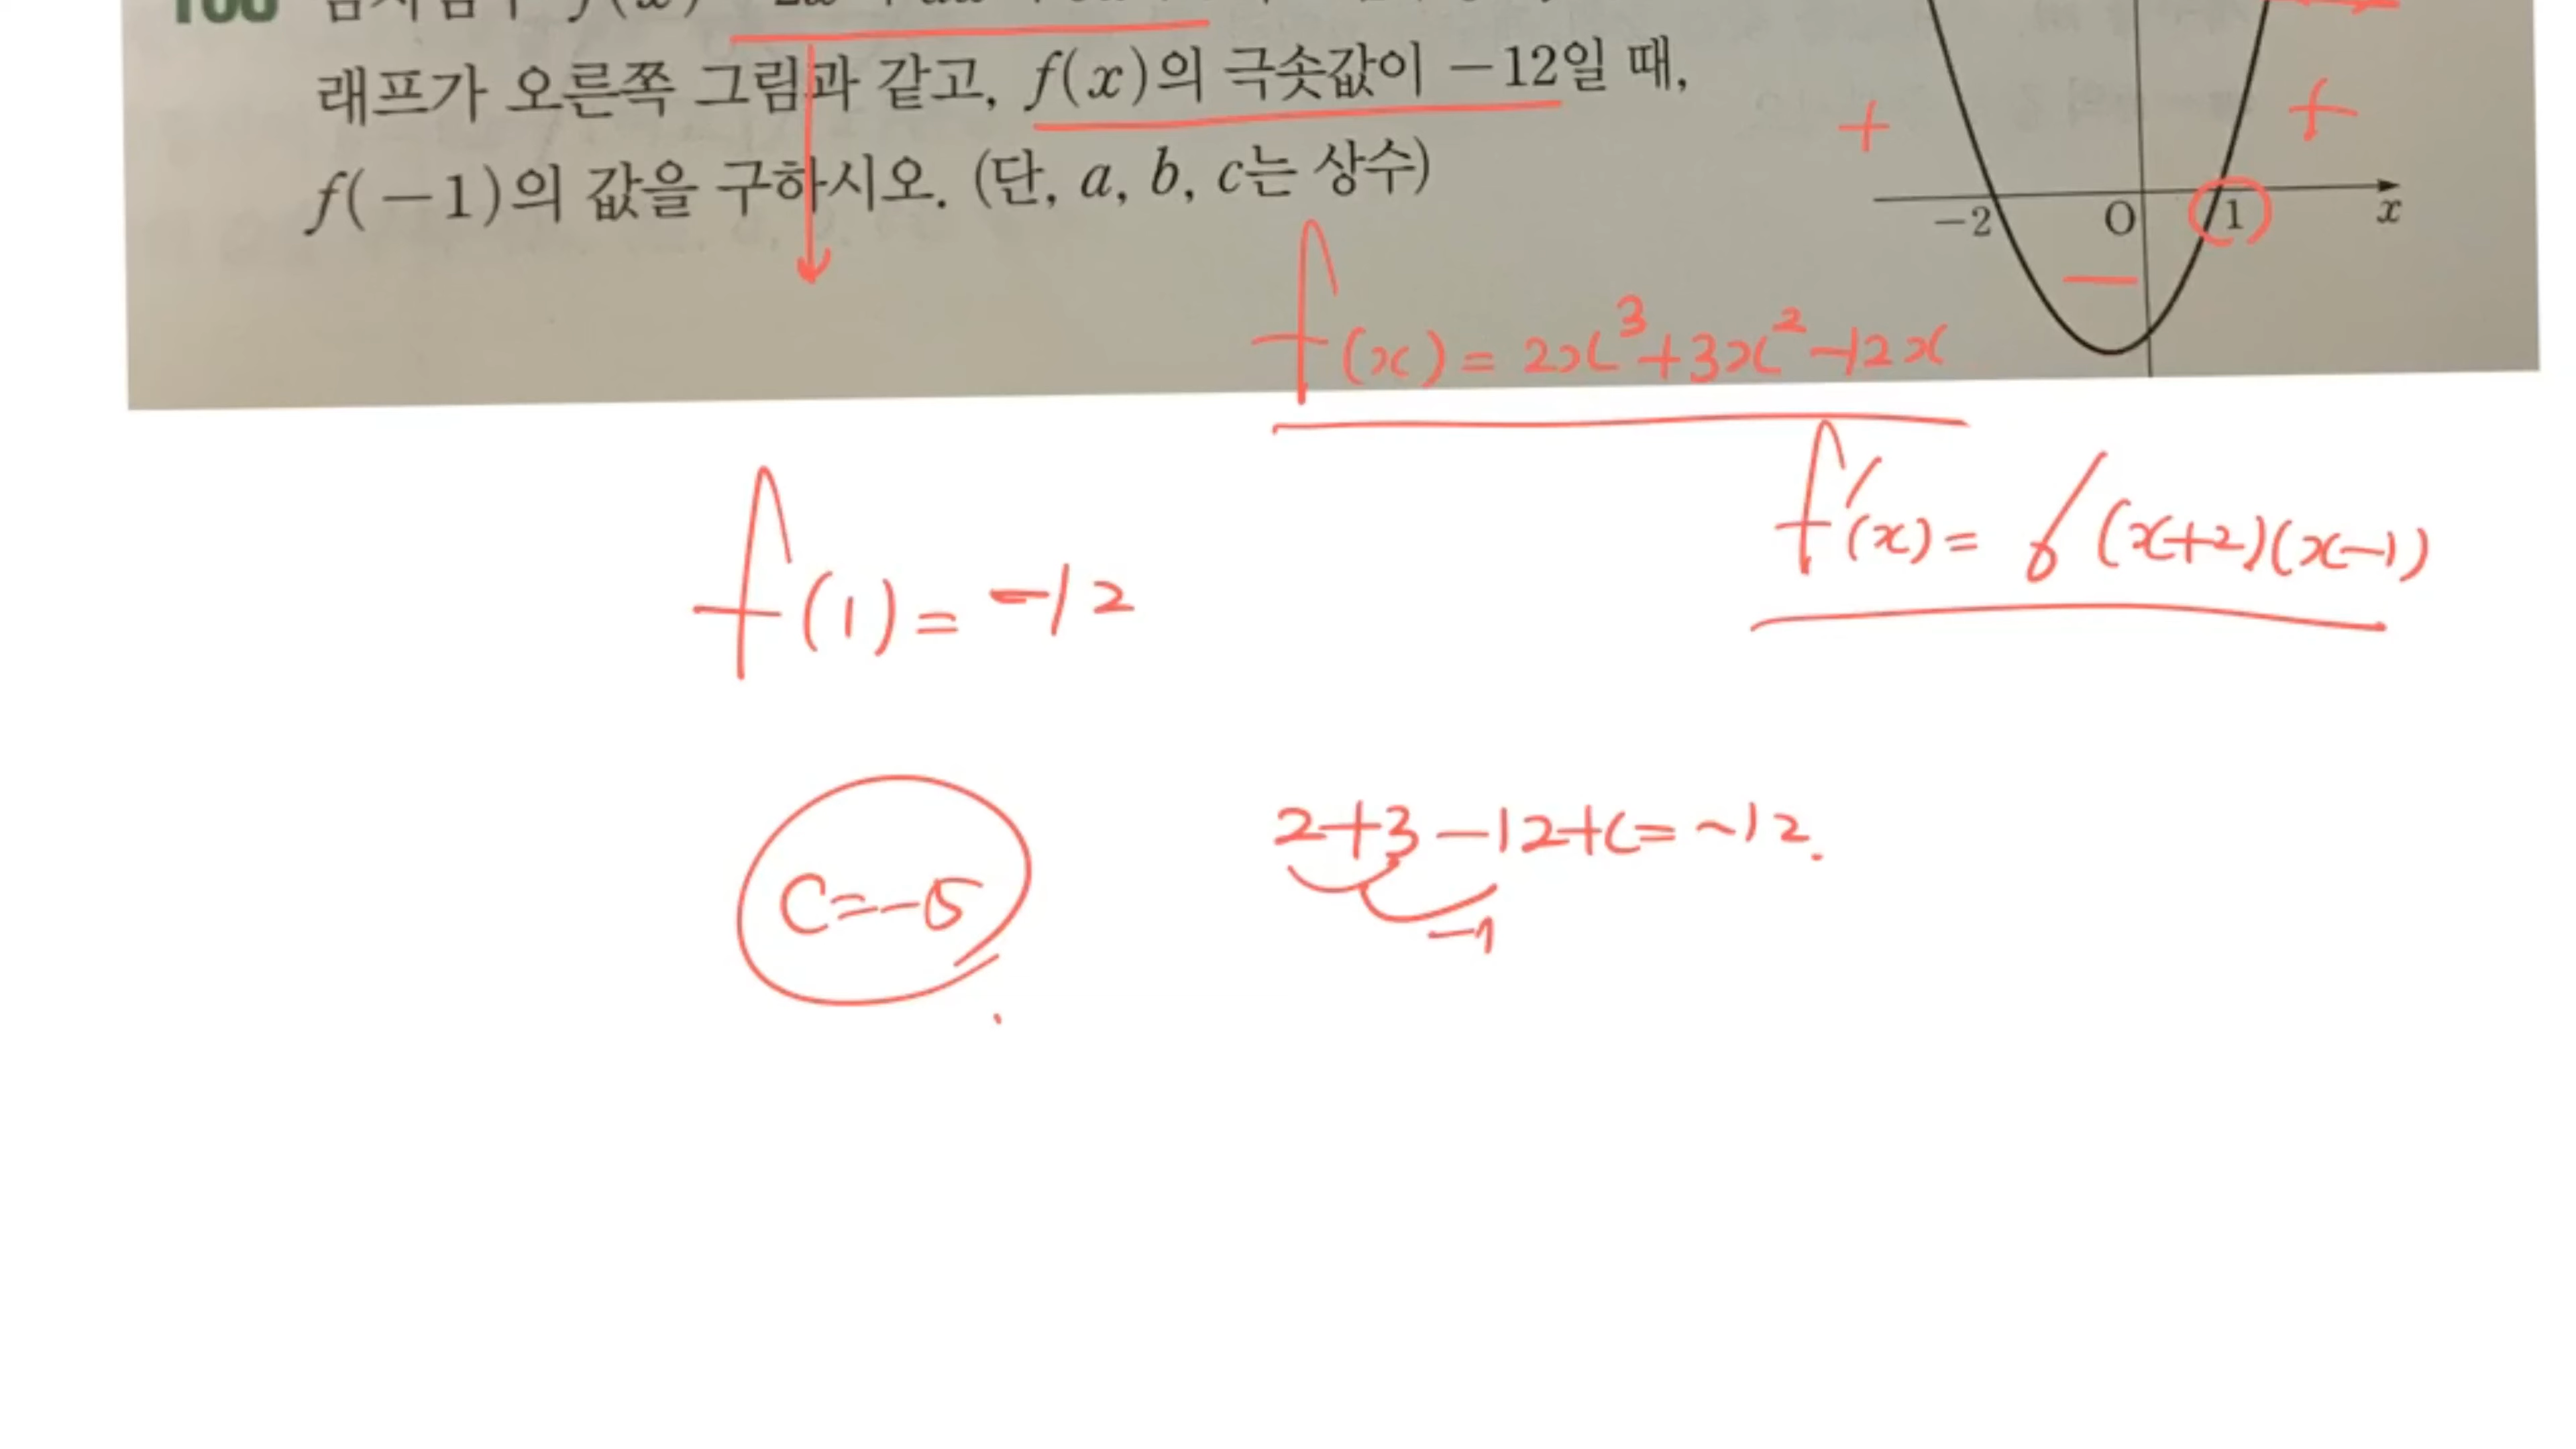 래프가 오른쪽 그림과 같고, f(x)의 극솟값이 −12일 때,
f(−1)의 값을 구하시오. (단, a, b, c는 상수)
+
+
−2 O 1 x
−
f(x) = 2x³+3x²−12x
f'(x) = 6(x+2)(x−1)
f(1) = −12
2+3−12+c=−12.
−7
C=−5